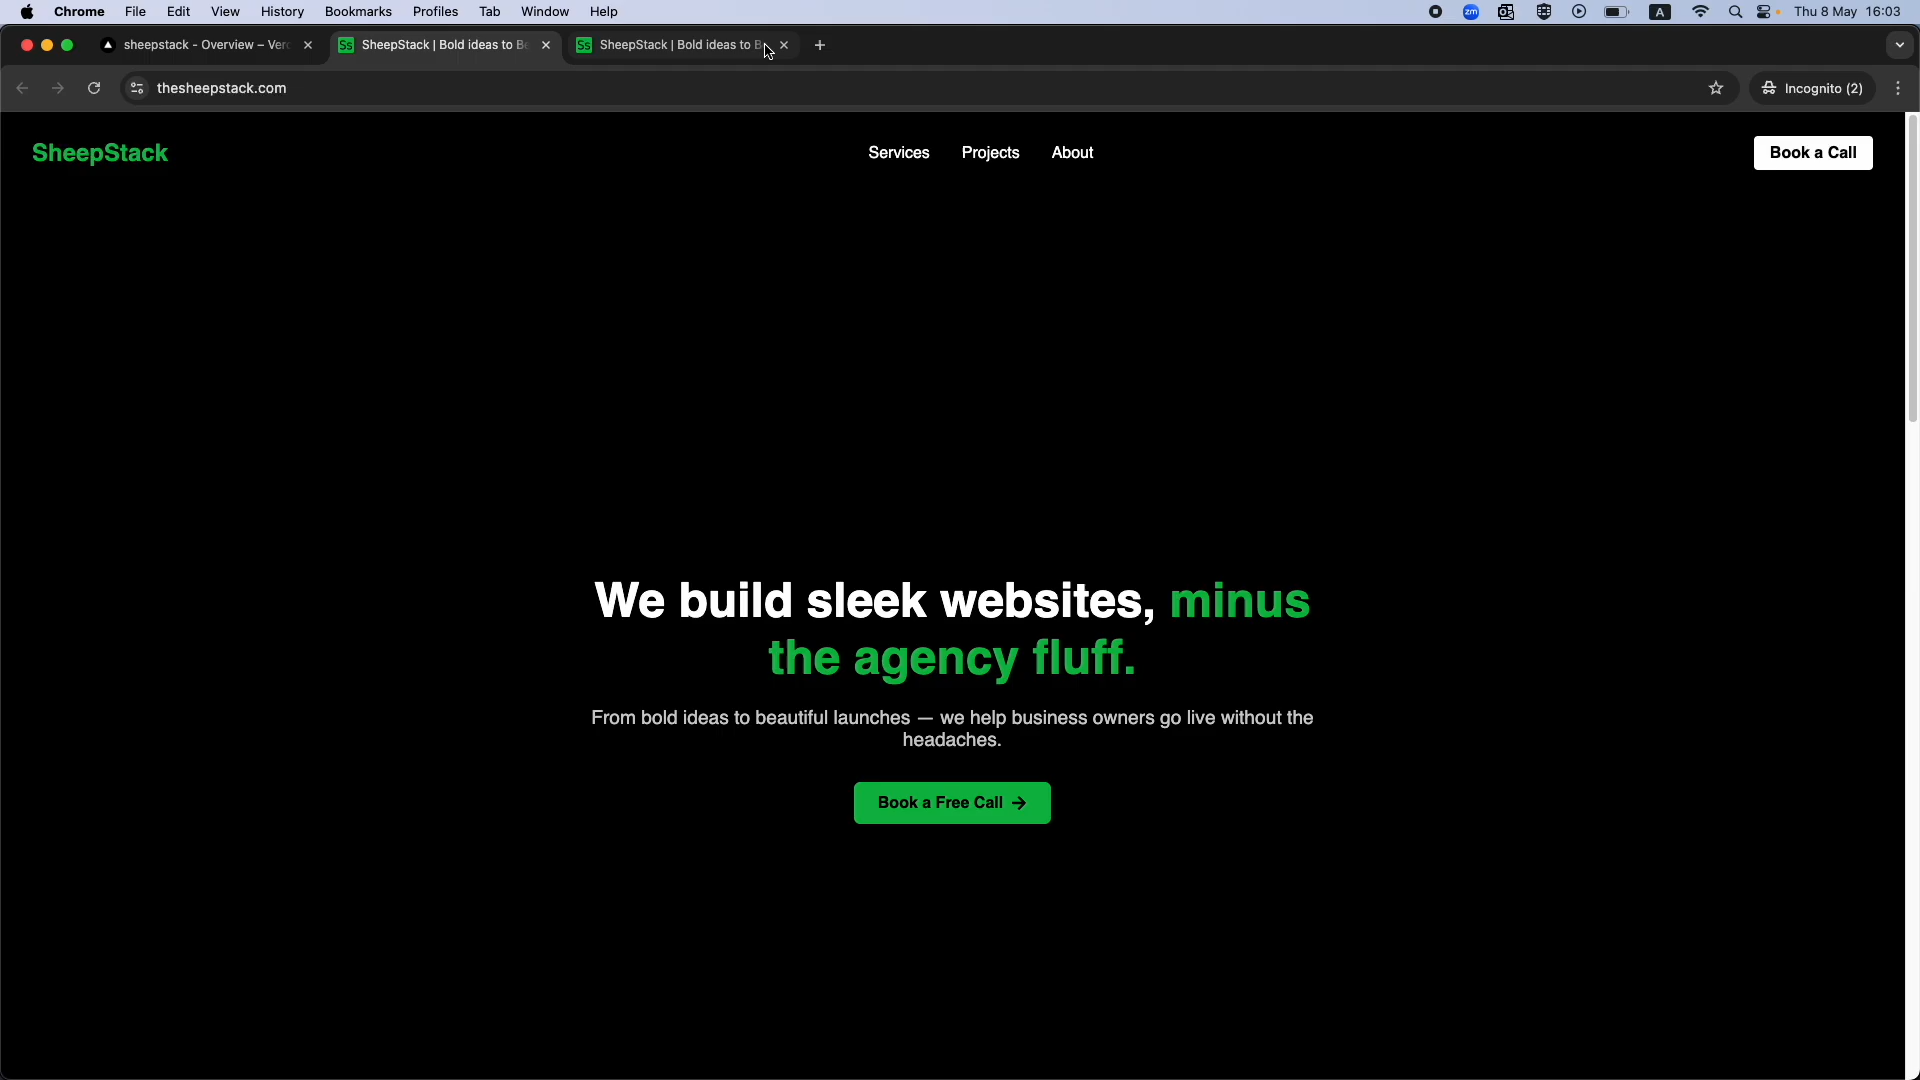 Chrome File Edit View History Bookmarks Profiles Tab Window Help
zm A Thu 8 May 16:03
sheepstack - Overview – Ver
SheepStack | Bold ideas to Be
SheepStack | Bold ideas to B
thesheepstack.com
Incognito (2)
SheepStack
Services Projects About
Book a Call
We build sleek websites, minus
the agency fluff.
From bold ideas to beautiful launches — we help business owners go live without the
headaches.
Book a Free Call →